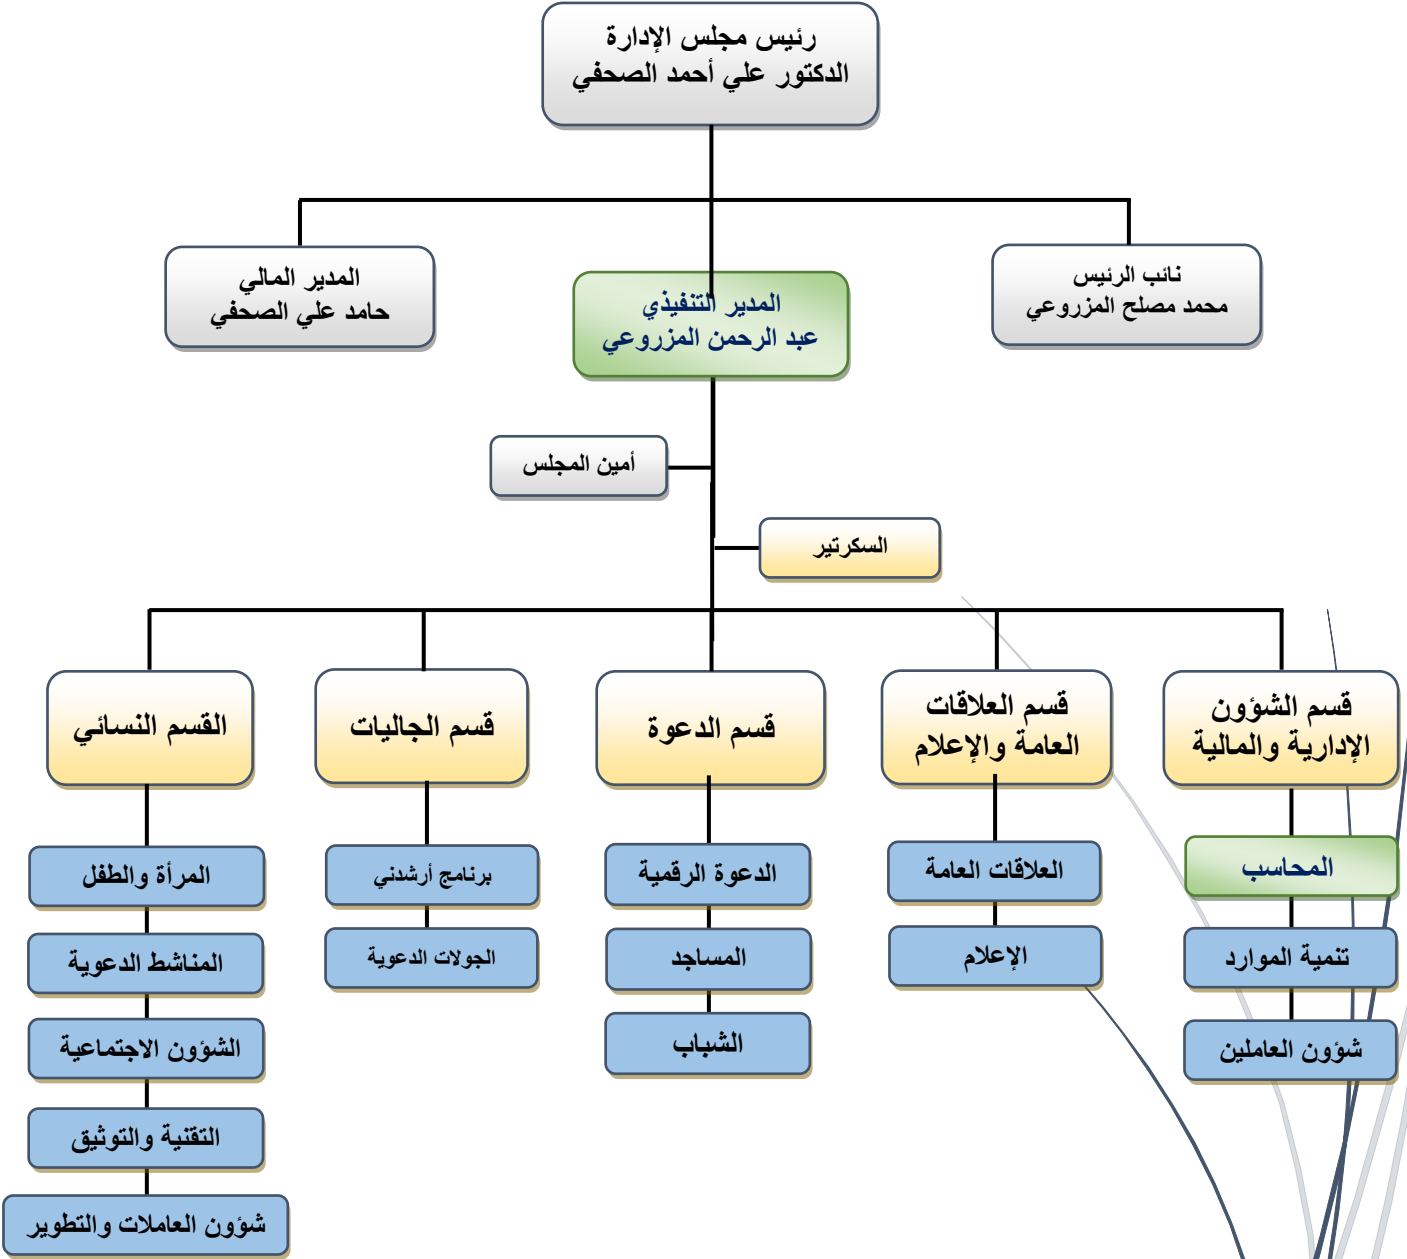 رئيس مجلس الإدارة
الدكتور علي أحمد الصحفي
نائب الرئيس
محمد مصلح المزروعي
المدير التنفيذي
عبد الرحمن المزروعي
المدير المالي
حامد علي الصحفي
أمين المجلس
السكرتير
قسم الشؤون
الإدارية والمالية
قسم العلاقات
العامة والإعلام
قسم الدعوة
قسم الجاليات
القسم النسائي
المحاسب
تنمية الموارد
شؤون العاملين
العلاقات العامة
الإعلام
الدعوة الرقمية
المساجد
الشباب
برنامج أرشدني
الجولات الدعوية
المرأة والطفل
المناشط الدعوية
الشؤون الاجتماعية
التقنية والتوثيق
شؤون العاملات والتطوير